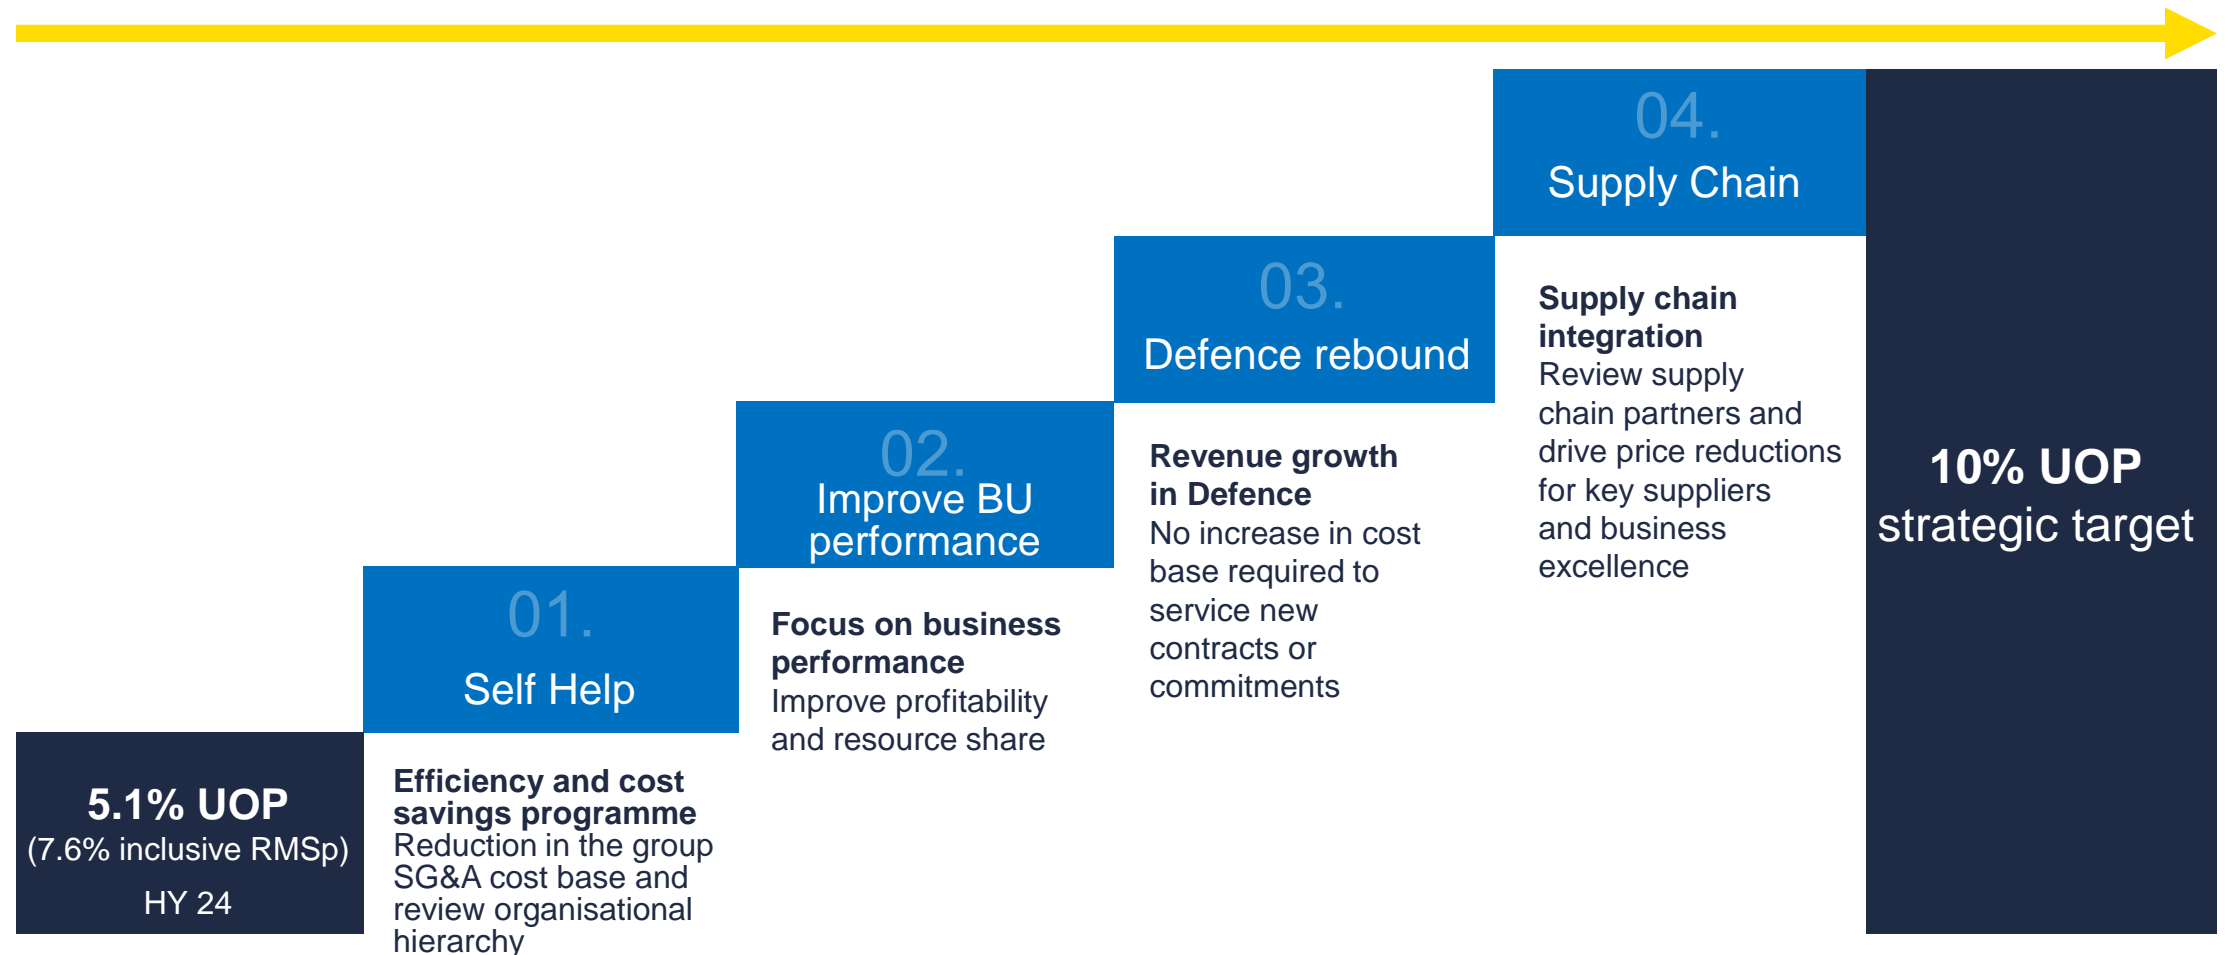 5.1% UOP
(7.6% inclusive RMSp)
HY 24
01.
Self Help
Efficiency and cost
savings programme
Reduction in the group
SG&A cost base and
review organisational
hierarchy
02.
Improve BU
performance
Focus on business
performance
Improve profitability
and resource share
03.
Defence rebound
Revenue growth
in Defence
No increase in cost
base required to
service new
contracts or
commitments
04.
Supply Chain
Supply chain
integration
Review supply
chain partners and
drive price reductions
for key suppliers
and business
excellence
10% UOP
strategic target